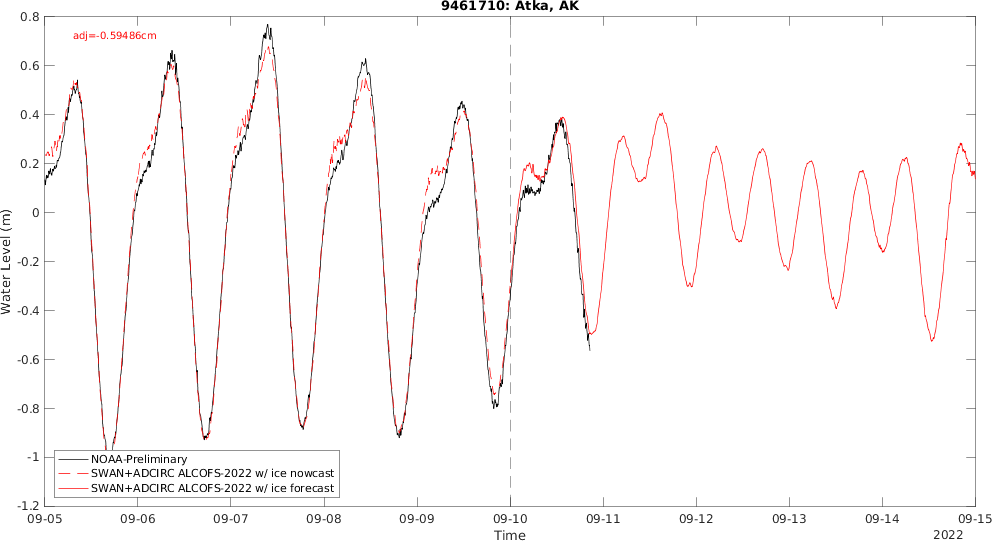 9461710: Atka, AK
adj=-0.59486cm
0.8
0.6
0.4
0.2
0
-0.2
-0.4
-0.6
-0.8
-1
-1.2
Water Level (m)
NOAA-Preliminary
SWAN+ADCIRC ALCOFS-2022 w/ ice nowcast
SWAN+ADCIRC ALCOFS-2022 w/ ice forecast
09-05 09-06 09-07 09-08 09-09 09-10 09-11 09-12 09-13 09-14 09-15
Time
2022